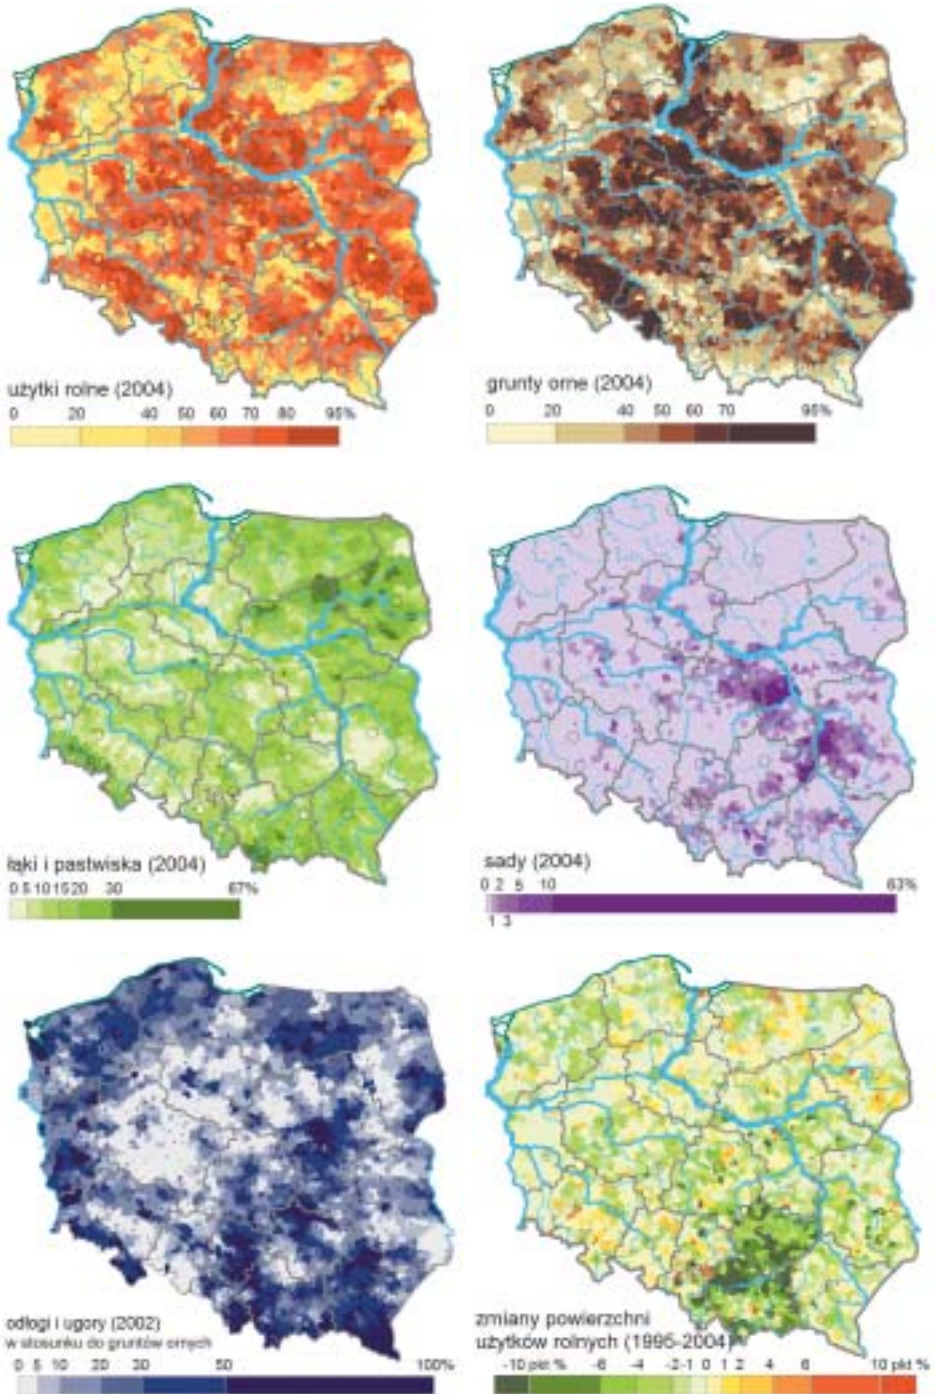 użytki rolne (2004)
0 20 40 50 60 70 80 95%
grunty orne (2004)
0 20 40 50 60 70 95%
łąki i pastwiska (2004)
0 5 10 15 20 30 67%
sady (2004)
0 2 5 10 63%
1 3
odłogi i ugory (2002)
w stosunku do gruntów ornych
0 5 10 20 30 50 100%
zmiany powierzchni
użytków rolnych (1995-2004)
-10 pkt % -6 -4 -2 -1 0 1 2 4 6 10 pkt %